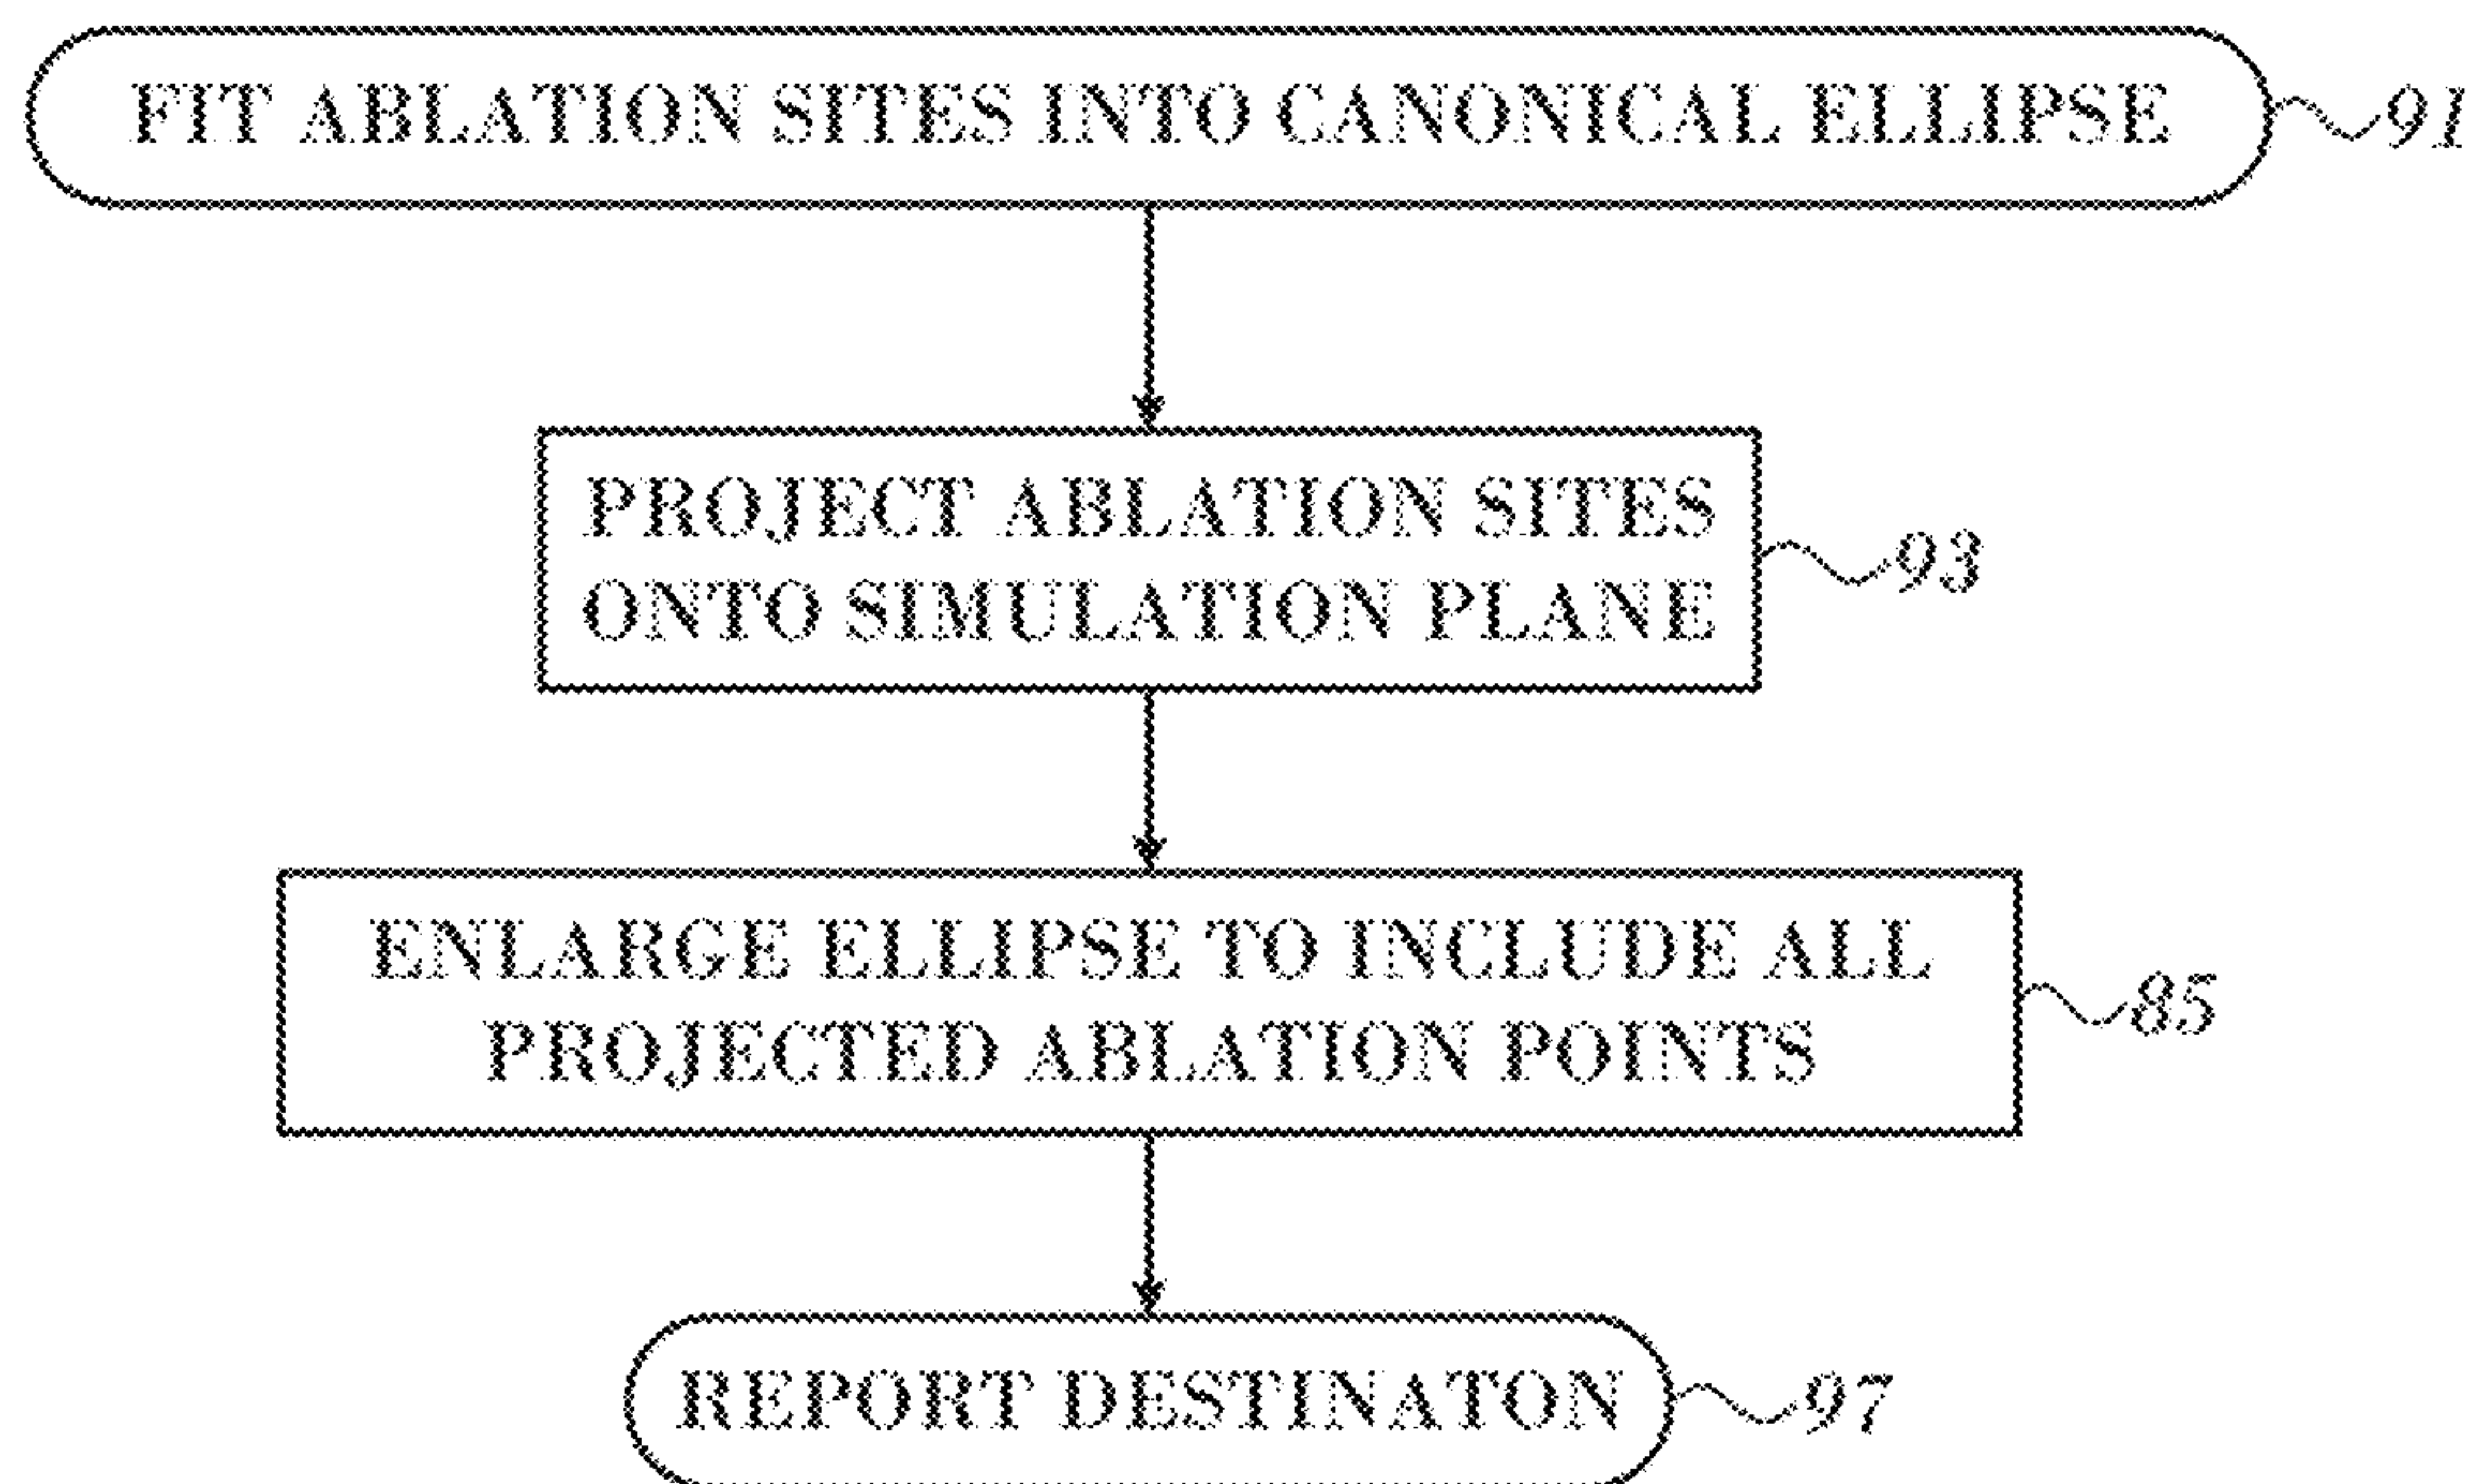 FIT ABLATION SITES INTO CANONICAL ELLIPSE
91
PROJECT ABLATION SITES
ONTO SIMULATION PLANE
93
ENLARGE ELLIPSE TO INCLUDE ALL
PROJECTED ABLATION POINTS
85
REPORT DESTINATON
97